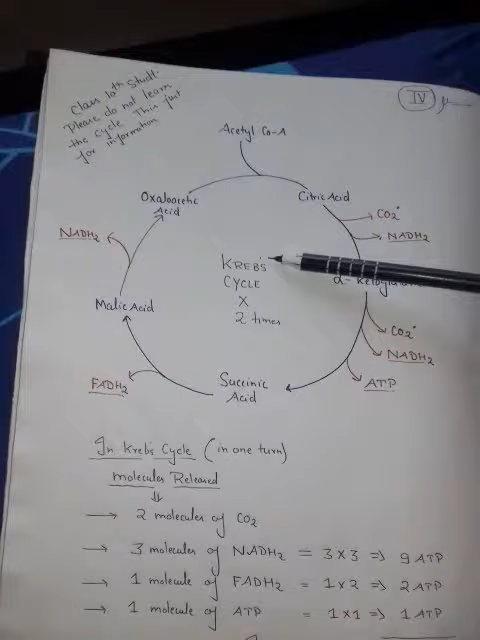 Class 10th Stud:
Please do not learn
the cycle This just
for information
IV
Acetyl Co-A
Oxaloacetic
Acid
Citric Acid
CO2
NADH2
NADH2
KREB'S
CYCLE
X
2 times
Malic Acid
CO2
NADH2
ATP
FADH2
Succinic
Acid
In Kreb's Cycle (in one turn)
molecules Released
⇓
→ 2 molecules of CO2
→ 3 molecules of NADH2 = 3×3 => 9 ATP
→ 1 molecule of FADH2 = 1×2 => 2 ATP
→ 1 molecule of ATP = 1×1 => 1 ATP